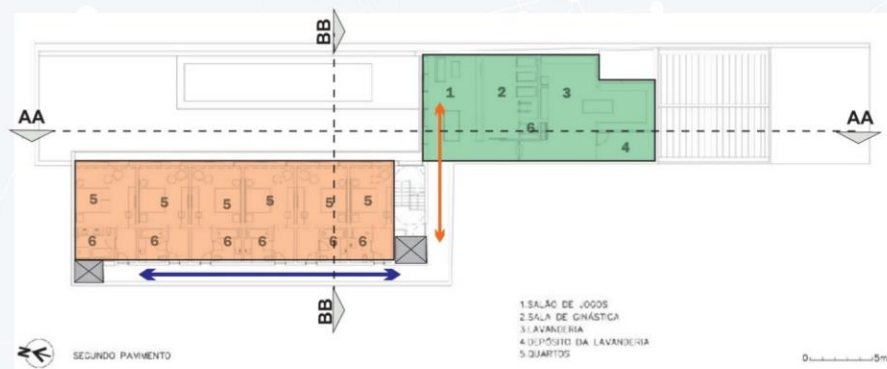 BB
AA
AA
1
2
3
6
4
5 5 5 5 5 5
6 6 6 6 6 6
BB
1.SALÃO DE JOGOS
2.SALA DE GINÁSTICA
3.LAVANDERIA
4.DEPÓSITO DA LAVANDERIA
5.QUARTOS
N
SEGUNDO PAVIMENTO
0 5m